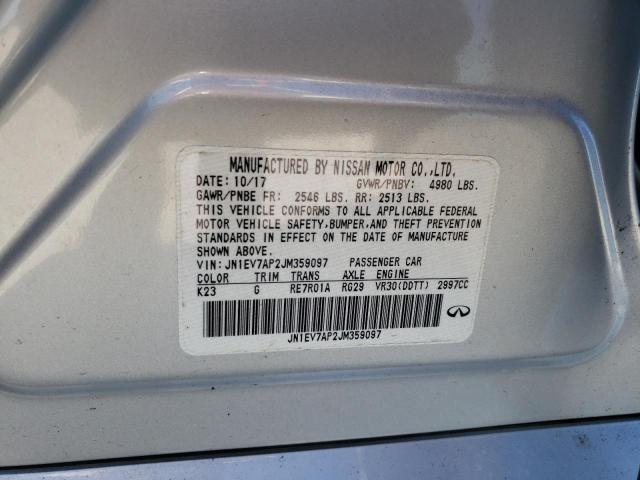 MANUFACTURED BY NISSAN MOTOR CO.,LTD.
DATE: 10/17 GVWR/PNBV: 4980 LBS.
GAWR/PNBE FR: 2546 LBS. RR: 2513 LBS.
THIS VEHICLE CONFORMS TO ALL APPLICABLE FEDERAL
MOTOR VEHICLE SAFETY,BUMPER,AND THEFT PREVENTION
STANDARDS IN EFFECT ON THE DATE OF MANUFACTURE
SHOWN ABOVE.
VIN: JN1EV7AP2JM359097 PASSENGER CAR
COLOR TRIM TRANS AXLE ENGINE
K23 G RE7R01A RG29 VR30(DDTT) 2997CC
JN1EV7AP2JM359097